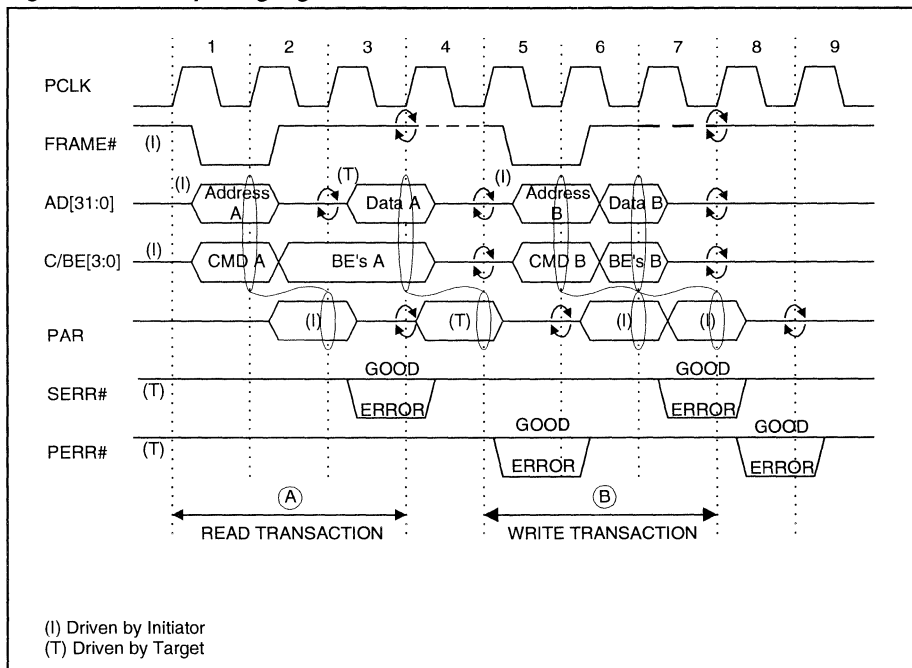 1 2 3 4 5 6 7 8 9
PCLK
FRAME# (I)
AD[31:0] (I) Address A (T) Data A (I) Address B Data B
C/BE[3:0] (I) CMD A BE's A CMD B BE's B
PAR (I) (T) (I) (I)
GOOD GOOD
SERR# (T)
ERROR ERROR
GOOD GOOD
PERR# (T)
ERROR ERROR
A B
READ TRANSACTION WRITE TRANSACTION
(I) Driven by Initiator
(T) Driven by Target